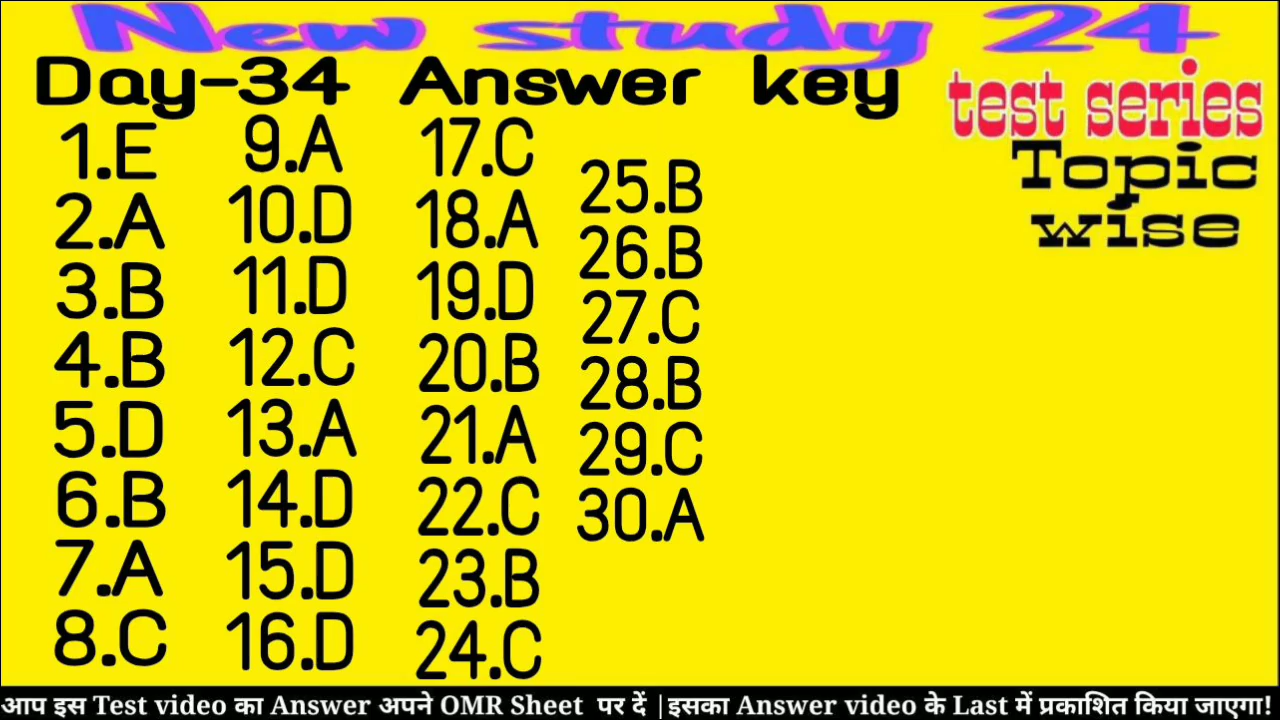 New study 24
Day-34 Answer key
test series
Topic
wise
1.E
2.A
3.B
4.B
5.D
6.B
7.A
8.C
9.A
10.D
11.D
12.C
13.A
14.D
15.D
16.D
17.C
18.A
19.D
20.B
21.A
22.C
23.B
24.C
25.B
26.B
27.C
28.B
29.C
30.A
आप इस Test video का Answer अपने OMR Sheet पर दें |इसका Answer video के Last में प्रकाशित किया जाएगा!